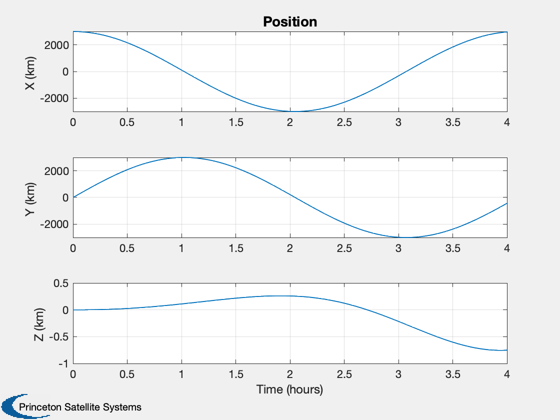 Position
X (km)
2000
0
-2000
0 0.5 1 1.5 2 2.5 3 3.5 4
Y (km)
2000
0
-2000
0 0.5 1 1.5 2 2.5 3 3.5 4
Z (km)
0.5
0
-0.5
-1
0 0.5 1 1.5 2 2.5 3 3.5 4
Time (hours)
Princeton Satellite Systems